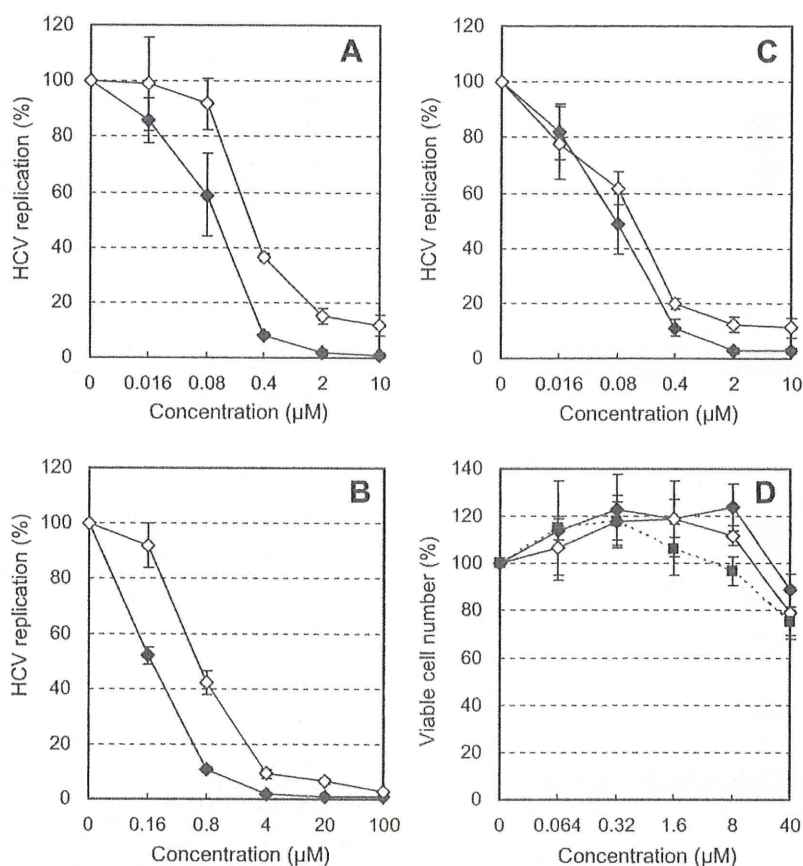 A
HCV replication (%)
120
100
80
60
40
20
0
0 0.016 0.08 0.4 2 10
Concentration (µM)
C
HCV replication (%)
120
100
80
60
40
20
0
0 0.016 0.08 0.4 2 10
Concentration (µM)
B
HCV replication (%)
120
100
80
60
40
20
0
0 0.16 0.8 4 20 100
Concentration (µM)
D
Viable cell number (%)
140
120
100
80
60
40
20
0
0 0.064 0.32 1.6 8 40
Concentration (µM)